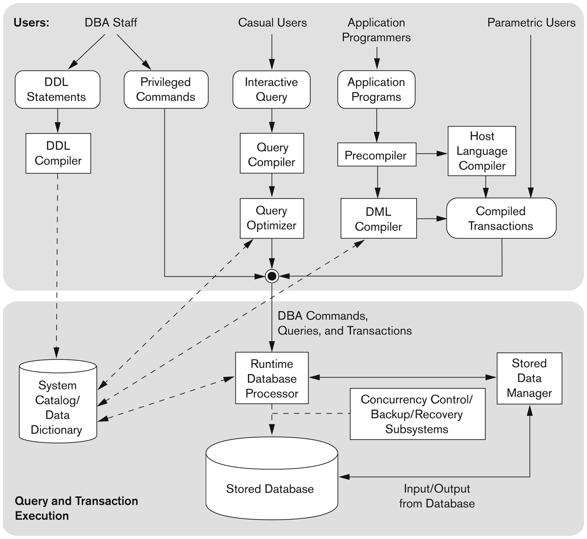 Users:
DBA Staff
Casual Users
Application
Programmers
Parametric Users
DDL
Statements
Privileged
Commands
Interactive
Query
Application
Programs
DDL
Compiler
Query
Compiler
Precompiler
Host
Language
Compiler
Query
Optimizer
DML
Compiler
Compiled
Transactions
DBA Commands,
Queries, and Transactions
System
Catalog/
Data
Dictionary
Runtime
Database
Processor
Stored
Data
Manager
Concurrency Control/
Backup/Recovery
Subsystems
Stored Database
Input/Output
from Database
Query and Transaction
Execution